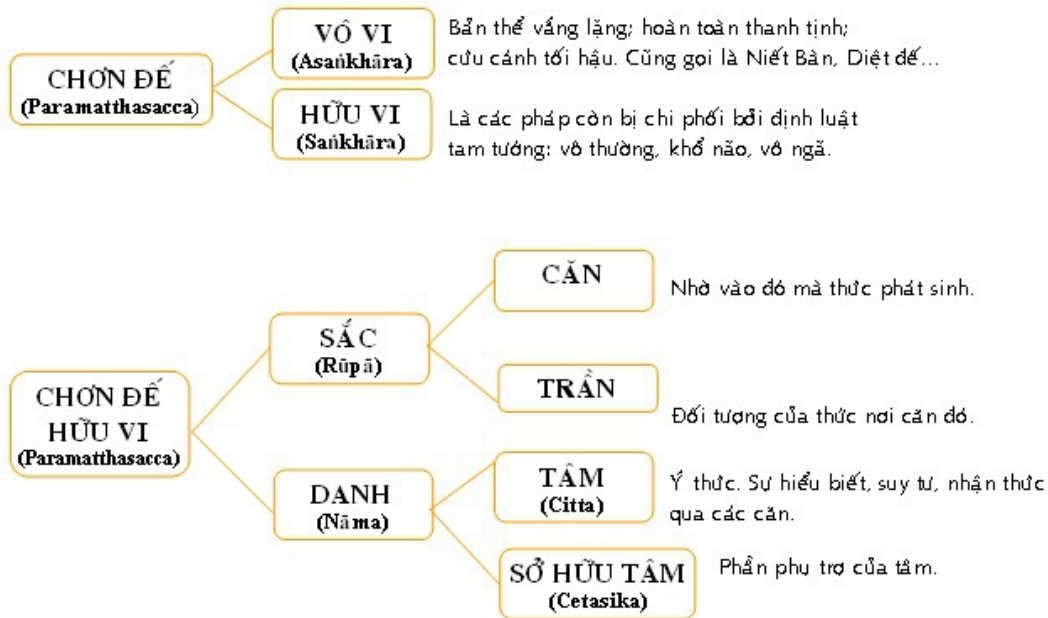 CHƠN ĐẾ
(Paramatthasacca)
VÔ VI
(Asaṅkhāra)
Bản thể vắng lặng; hoàn toàn thanh tịnh;
cứu cánh tối hậu. Cũng gọi là Niết Bàn, Diệt đế...
HỮU VI
(Saṅkhāra)
Là các pháp còn bị chi phối bởi định luật
tam tướng: vô thường, khổ não, vô ngã.
CHƠN ĐẾ
HỮU VI
(Paramatthasacca)
SẮC
(Rūpā)
CĂN
Nhờ vào đó mà thức phát sinh.
TRẦN
Đối tượng của thức nơi căn đó.
DANH
(Nāma)
TÂM
(Citta)
Ý thức. Sự hiểu biết, suy tư, nhận thức
qua các căn.
SỞ HỮU TÂM
(Cetasika)
Phần phụ trợ của tâm.